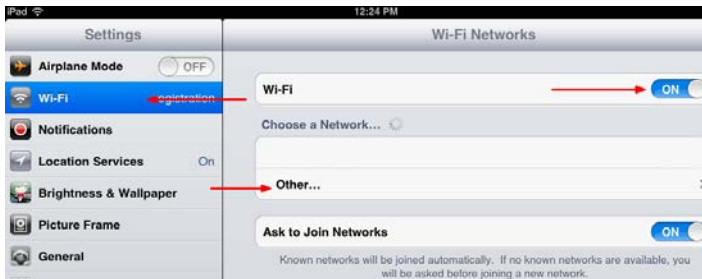 iPad 12:24 PM
Settings Wi-Fi Networks
Airplane Mode OFF
Wi-Fi registration
Notifications
Location Services On
Brightness & Wallpaper
Picture Frame
General
Wi-Fi ON
Choose a Network...
Other...
Ask to Join Networks ON
Known networks will be joined automatically. If no known networks are available, you
will be asked before joining a new network.